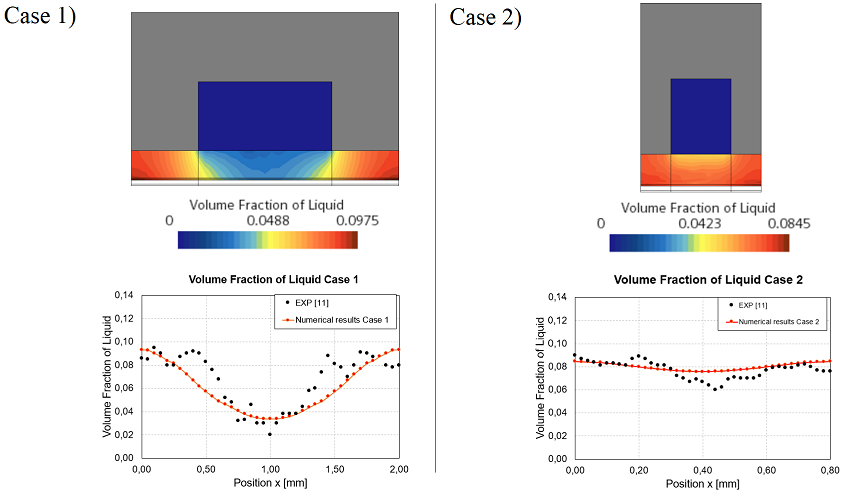 Case 1)
Volume Fraction of Liquid
0 0.0488 0.0975
Volume Fraction of Liquid Case 1
Volume Fraction of Liquid
0,14
0,12
0,10
0,08
0,06
0,04
0,02
0,00
EXP [11]
Numerical results Case 1
0,00 0,50 1,00 1,50 2,00
Position x [mm]
Case 2)
Volume Fraction of Liquid
0 0.0423 0.0845
Volume Fraction of Liquid Case 2
Volume Fraction of Liquid
0,14
0,12
0,10
0,08
0,06
0,04
0,02
0,00
EXP [11]
Numerical results Case 2
0,00 0,20 0,40 0,60 0,80
Position x [mm]